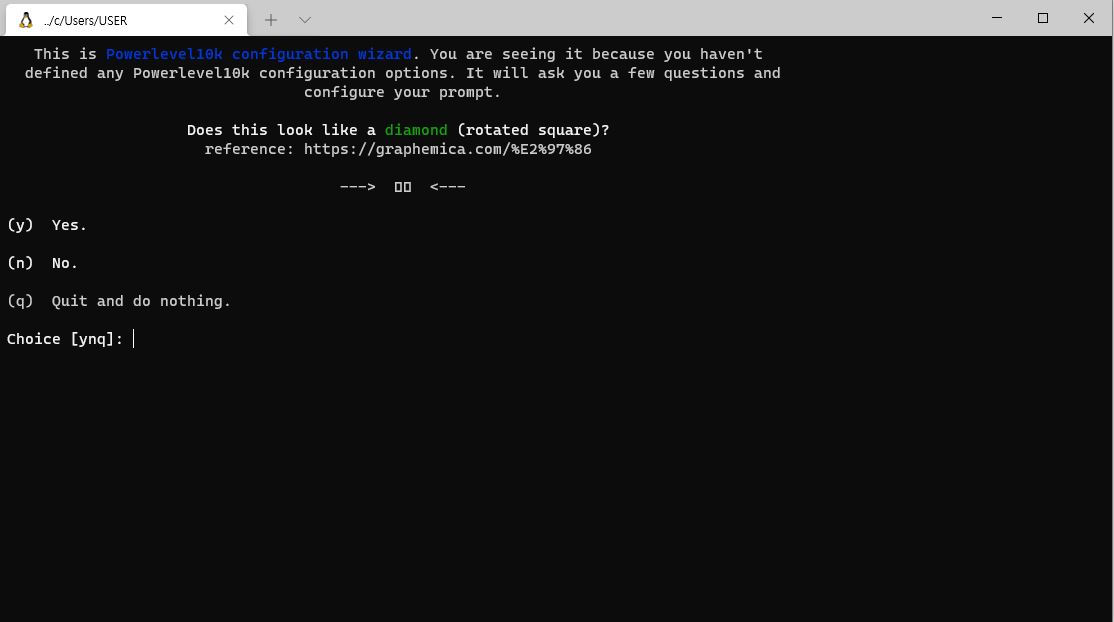 ../c/Users/USER
This is Powerlevel10k configuration wizard. You are seeing it because you haven't
defined any Powerlevel10k configuration options. It will ask you a few questions and
configure your prompt.
Does this look like a diamond (rotated square)?
reference: https://graphemica.com/%E2%97%86
---> ▯▯ <---
(y) Yes.
(n) No.
(q) Quit and do nothing.
Choice [ynq]: